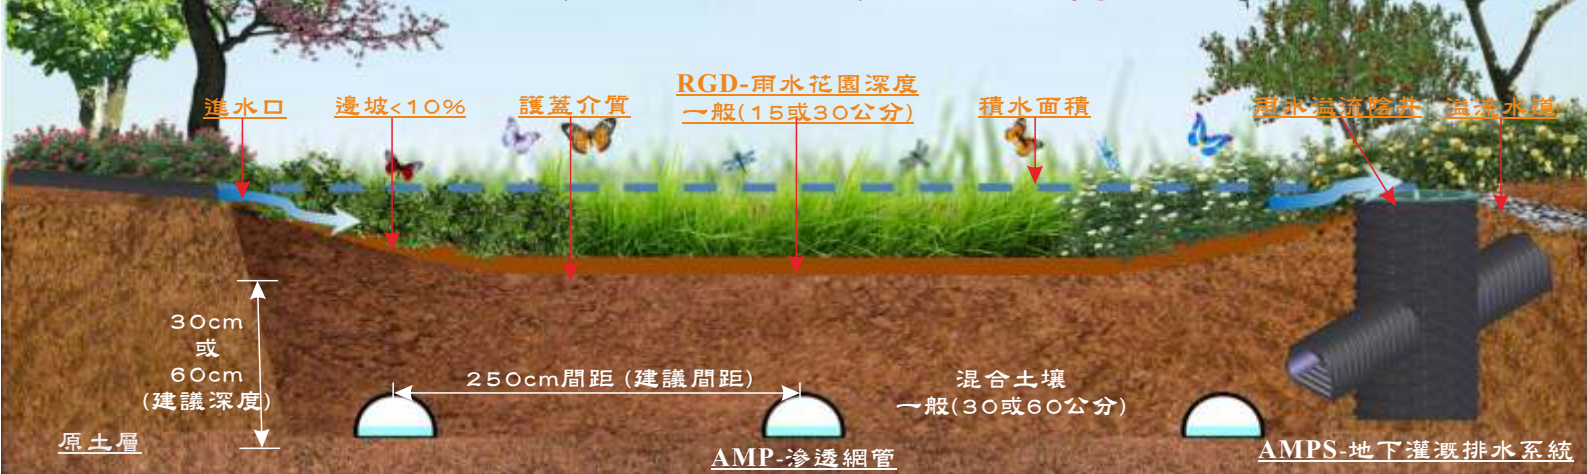 進水口
邊坡<10%
護蓋介質
RGD-雨水花園深度
一般(15或30公分)
積水面積
雨水溢流陰井
溢流水道
30cm
或
60cm
(建議深度)
250cm間距 (建議間距)
混合土壤
一般(30或60公分)
原土層
AMP-滲透網管
AMPS-地下灌溉排水系統